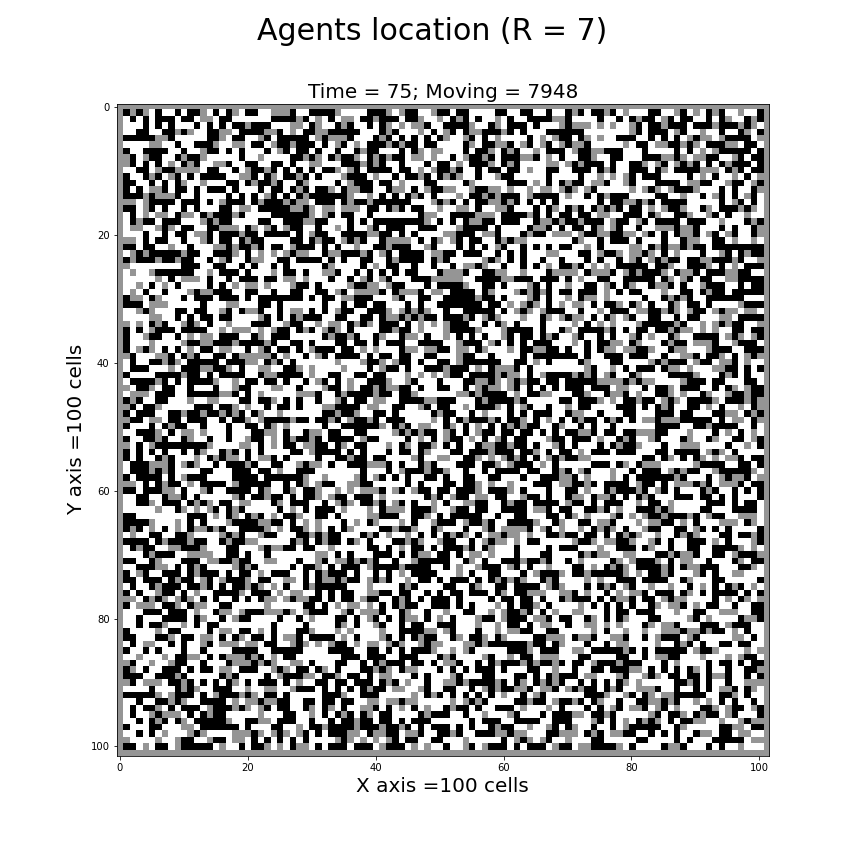 Agents location (R = 7)
Time = 75; Moving = 7948
0
20
40
60
80
100
Y axis =100 cells
0 20 40 60 80 100
X axis =100 cells